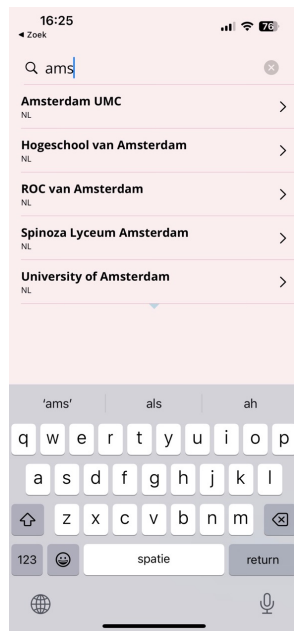 16:25
76
◀ Zoek
ams
Amsterdam UMC
NL
Hogeschool van Amsterdam
NL
ROC van Amsterdam
NL
Spinoza Lyceum Amsterdam
NL
University of Amsterdam
NL
'ams' als ah
q w e r t y u i o p
a s d f g h j k l
z x c v b n m
123 spatie return